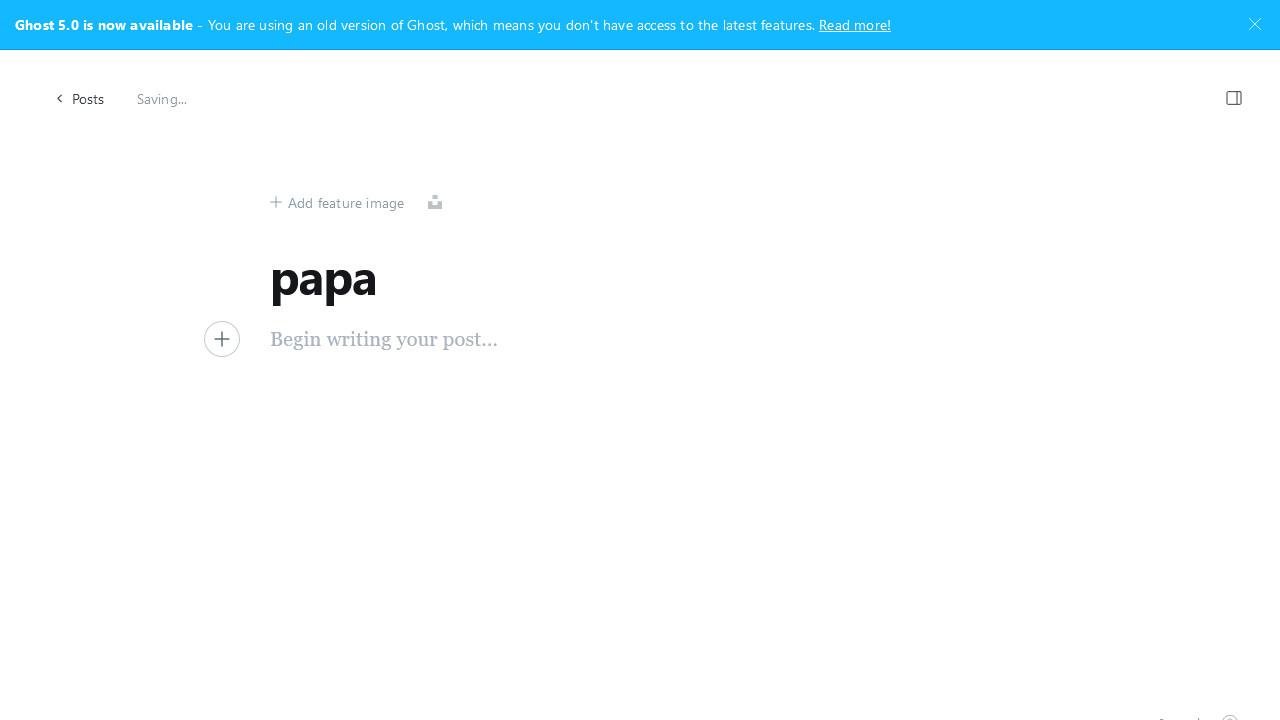 Ghost 5.0 is now available - You are using an old version of Ghost, which means you don't have access to the latest features. Read more!
Posts
Saving...
Add feature image
papa
Begin writing your post...